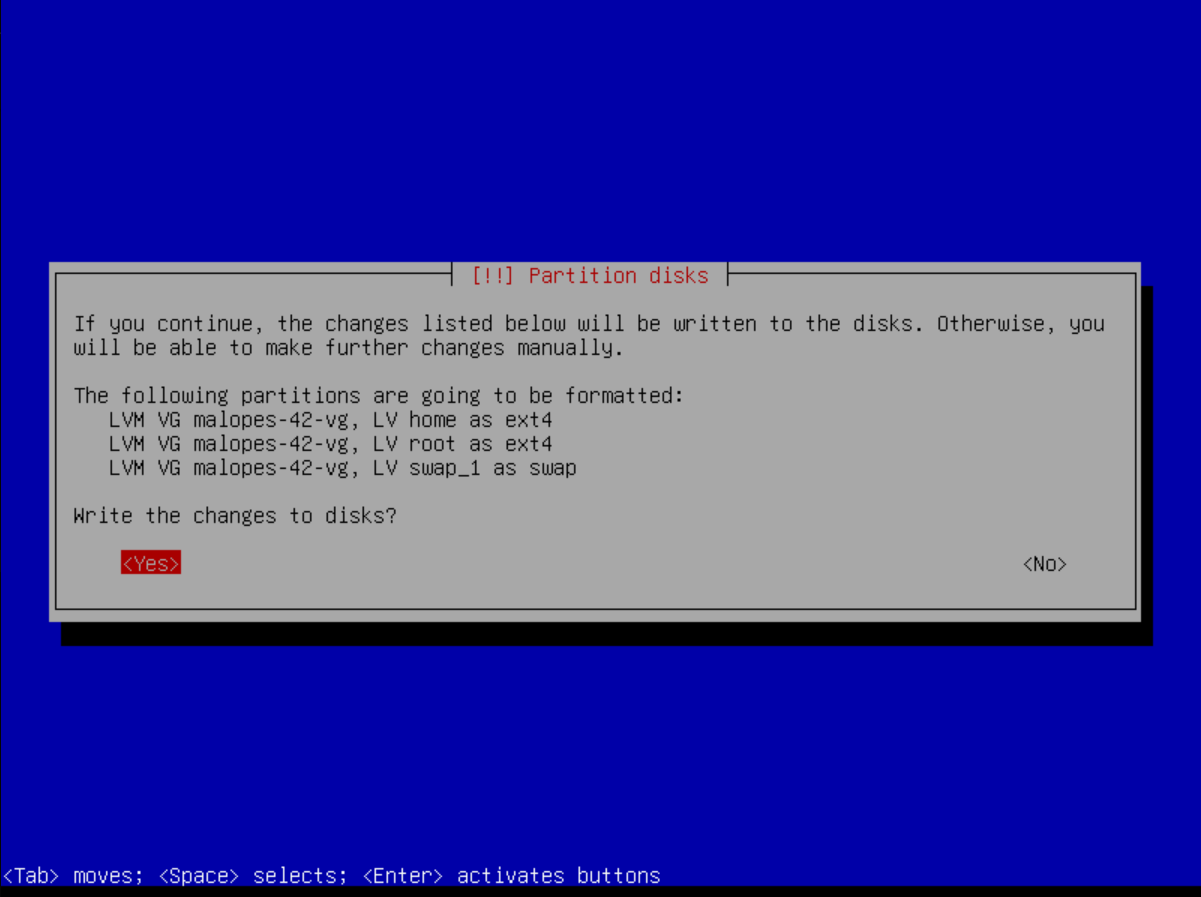 [!!] Partition disks
If you continue, the changes listed below will be written to the disks. Otherwise, you
will be able to make further changes manually.
The following partitions are going to be formatted:
LVM VG malopes-42-vg, LV home as ext4
LVM VG malopes-42-vg, LV root as ext4
LVM VG malopes-42-vg, LV swap_1 as swap
Write the changes to disks?
<Yes> <No>
<Tab> moves; <Space> selects; <Enter> activates buttons